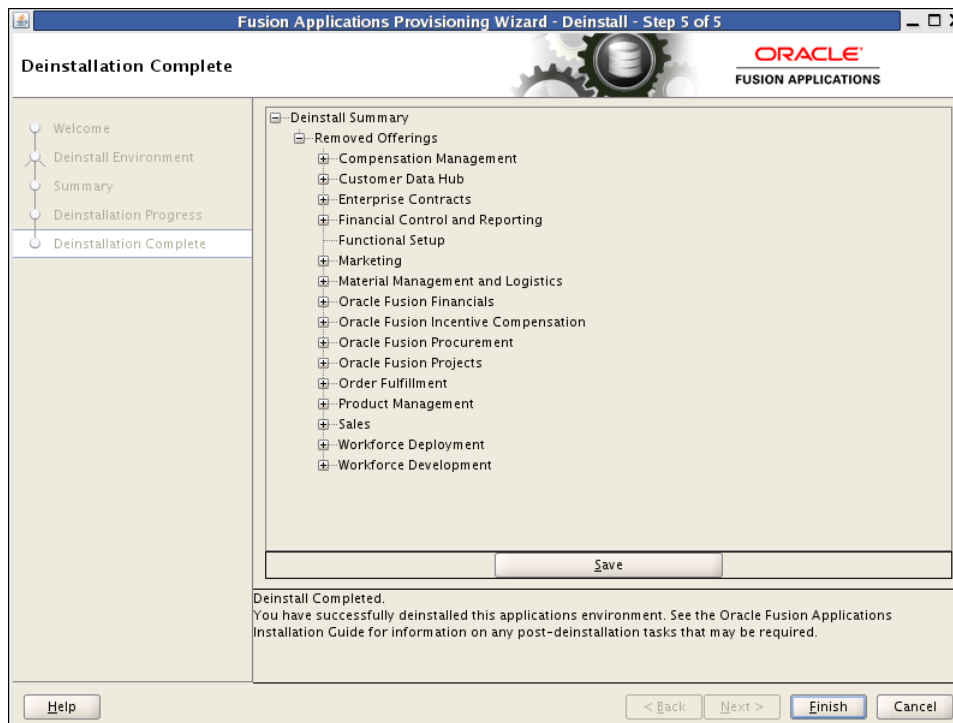 Fusion Applications Provisioning Wizard - Deinstall - Step 5 of 5
Deinstallation Complete
ORACLE
FUSION APPLICATIONS
Welcome
Deinstall Environment
Summary
Deinstallation Progress
Deinstallation Complete
Deinstall Summary
Removed Offerings
Compensation Management
Customer Data Hub
Enterprise Contracts
Financial Control and Reporting
Functional Setup
Marketing
Material Management and Logistics
Oracle Fusion Financials
Oracle Fusion Incentive Compensation
Oracle Fusion Procurement
Oracle Fusion Projects
Order Fulfillment
Product Management
Sales
Workforce Deployment
Workforce Development
Save
Deinstall Completed.
You have successfully deinstalled this applications environment. See the Oracle Fusion Applications
Installation Guide for information on any post-deinstallation tasks that may be required.
Help
< Back
Next >
Finish
Cancel